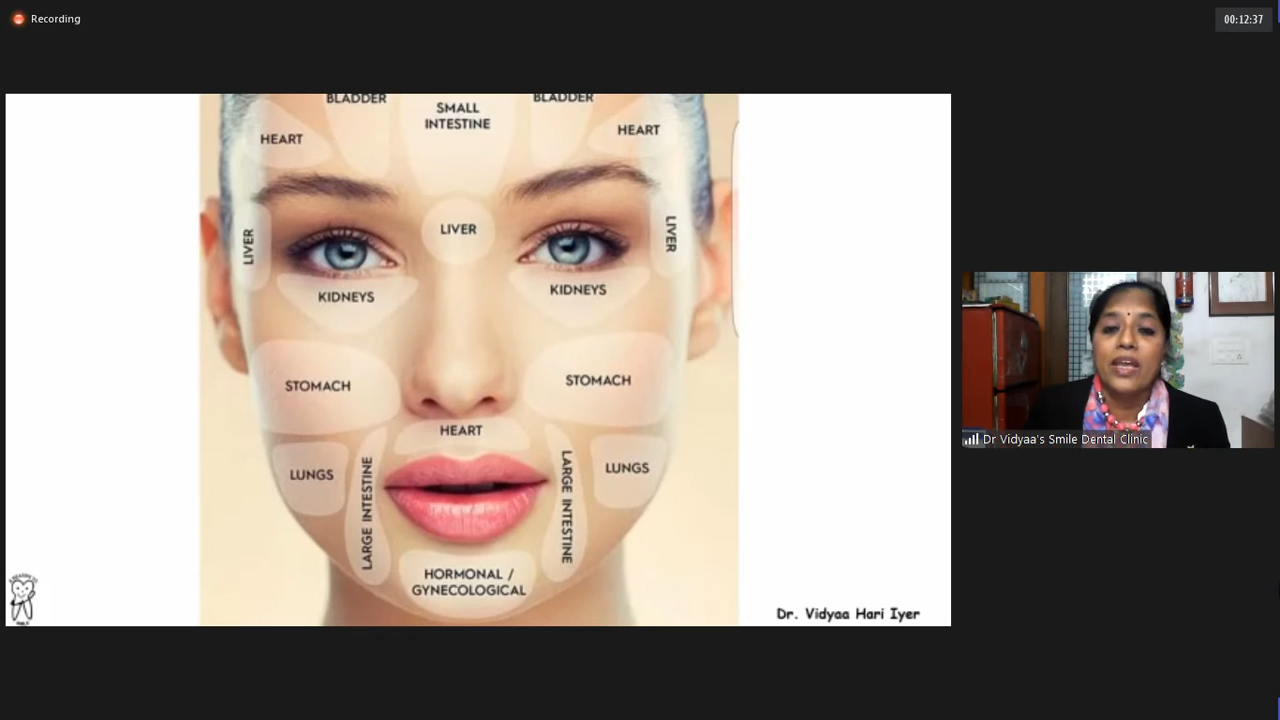 Recording
00:12:37
BLADDER
BLADDER
SMALL
INTESTINE
HEART
HEART
LIVER
LIVER
LIVER
KIDNEYS
KIDNEYS
STOMACH
STOMACH
HEART
LUNGS
LARGE INTESTINE
LARGE INTESTINE
LUNGS
HORMONAL /
GYNECOLOGICAL
Dr. Vidyaa Hari Iyer
Dr Vidyaa's Smile Dental Clinic